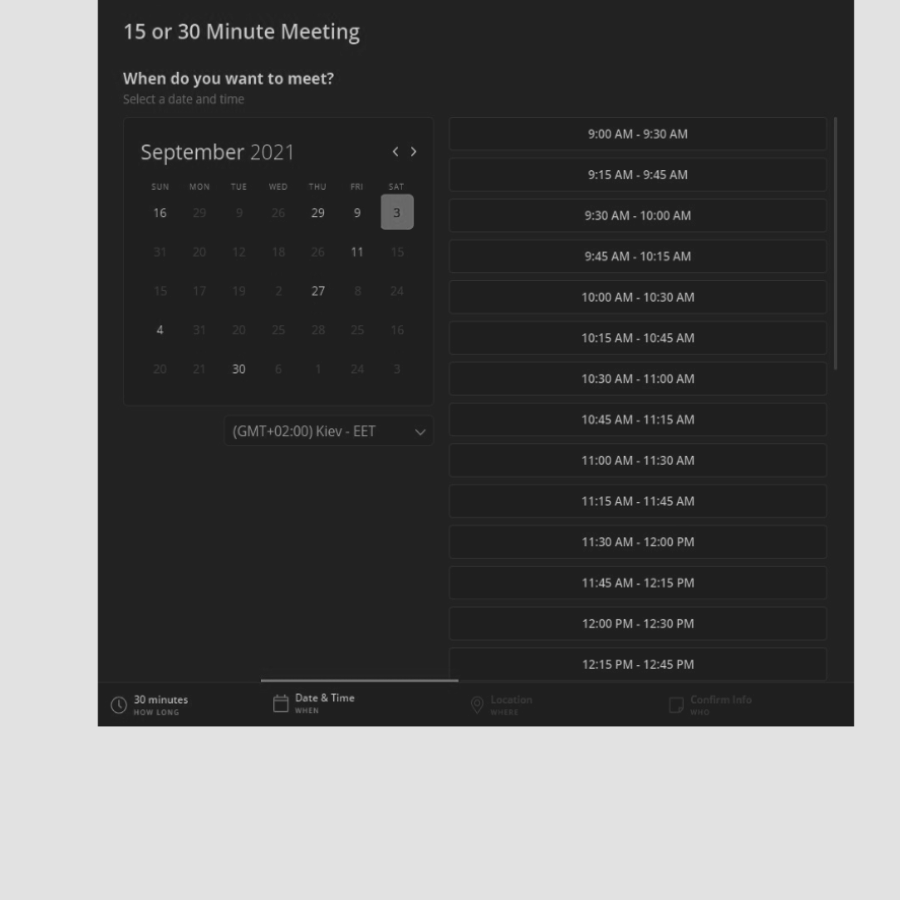 15 or 30 Minute Meeting
When do you want to meet?
Select a date and time
September 2021
SUN MON TUE WED THU FRI SAT
16 29 9 26 29 9 3
31 20 12 18 26 11 15
15 17 19 2 27 8 24
4 31 20 25 28 25 16
20 21 30 6 1 24 3
(GMT+02:00) Kiev - EET
9:00 AM - 9:30 AM
9:15 AM - 9:45 AM
9:30 AM - 10:00 AM
9:45 AM - 10:15 AM
10:00 AM - 10:30 AM
10:15 AM - 10:45 AM
10:30 AM - 11:00 AM
10:45 AM - 11:15 AM
11:00 AM - 11:30 AM
11:15 AM - 11:45 AM
11:30 AM - 12:00 PM
11:45 AM - 12:15 PM
12:00 PM - 12:30 PM
12:15 PM - 12:45 PM
30 minutes
HOW LONG
Date & Time
WHEN
Location
WHERE
Confirm Info
WHO